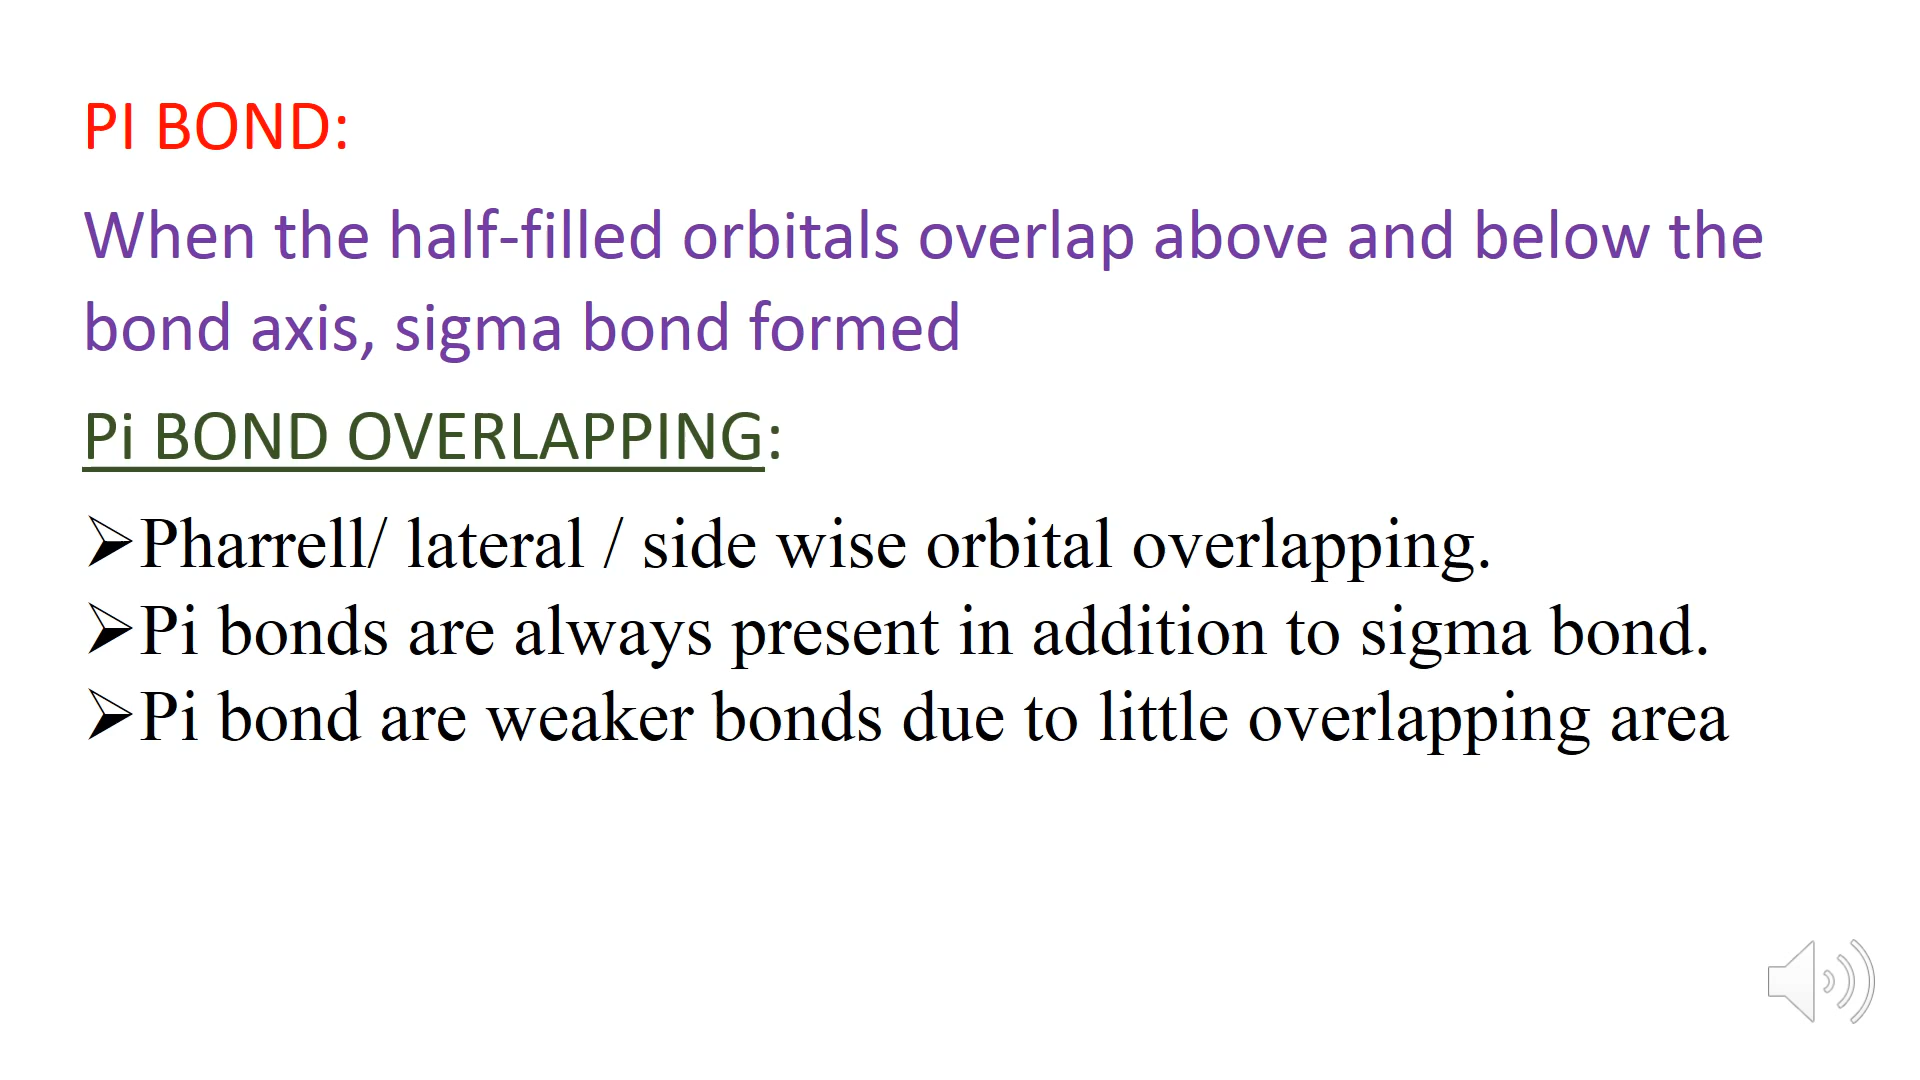 PI BOND:
When the half-filled orbitals overlap above and below the
bond axis, sigma bond formed
Pi BOND OVERLAPPING:
➢Pharrell/ lateral / side wise orbital overlapping.
➢Pi bonds are always present in addition to sigma bond.
➢Pi bond are weaker bonds due to little overlapping area